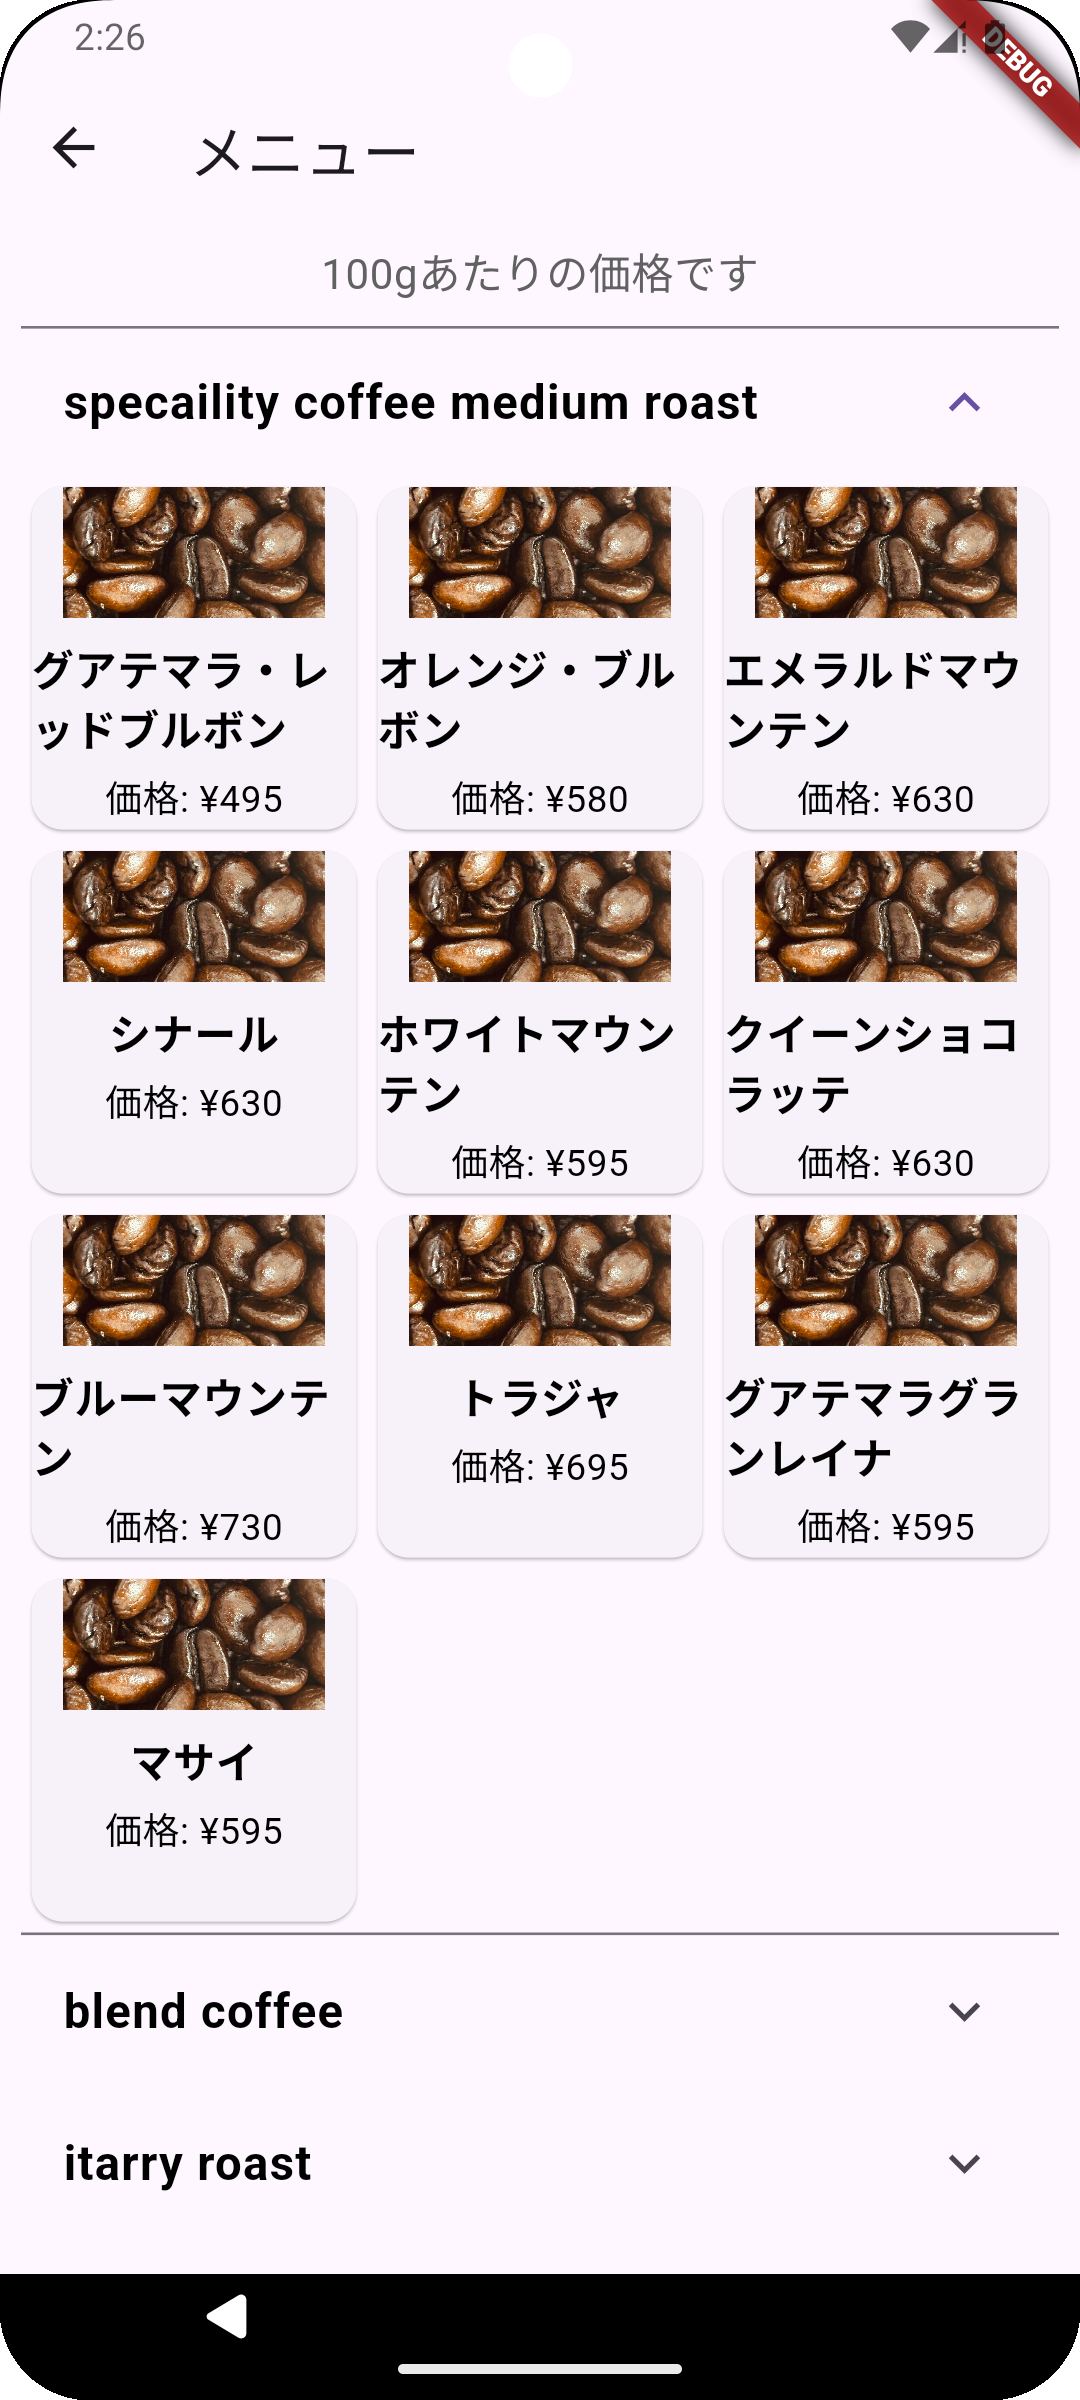 2:26
DEBUG
メニュー
100gあたりの価格です
specaility coffee medium roast
グアテマラ・レ
ッドブルボン
価格: ¥495
オレンジ・ブル
ボン
価格: ¥580
エメラルドマウ
ンテン
価格: ¥630
シナール
価格: ¥630
ホワイトマウン
テン
価格: ¥595
クイーンショコ
ラッテ
価格: ¥630
ブルーマウンテ
ン
価格: ¥730
トラジャ
価格: ¥695
グアテマラグラ
ンレイナ
価格: ¥595
マサイ
価格: ¥595
blend coffee
itarry roast